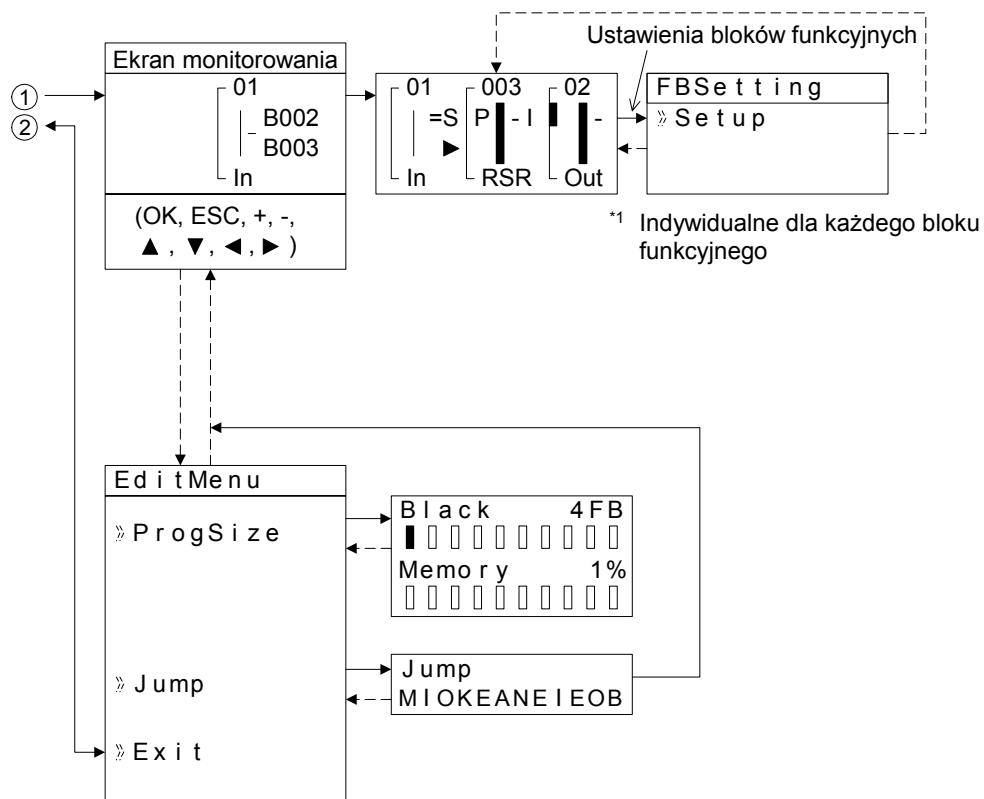 Ustawienia bloków funkcyjnych
Ekran monitorowania
①
②
01
B002
B003
In
(OK, ESC, +, -,
▲ , ▼, ◄, ► )
01 003 02
=S P - I -
►
In RSR Out
FBSetting
» Setup
*1 Indywidualne dla każdego bloku
funkcyjnego
EditMenu
» ProgSize
» Jump
» Exit
Black 4FB
Memory 1%
Jump
MIOKEANEIEOB